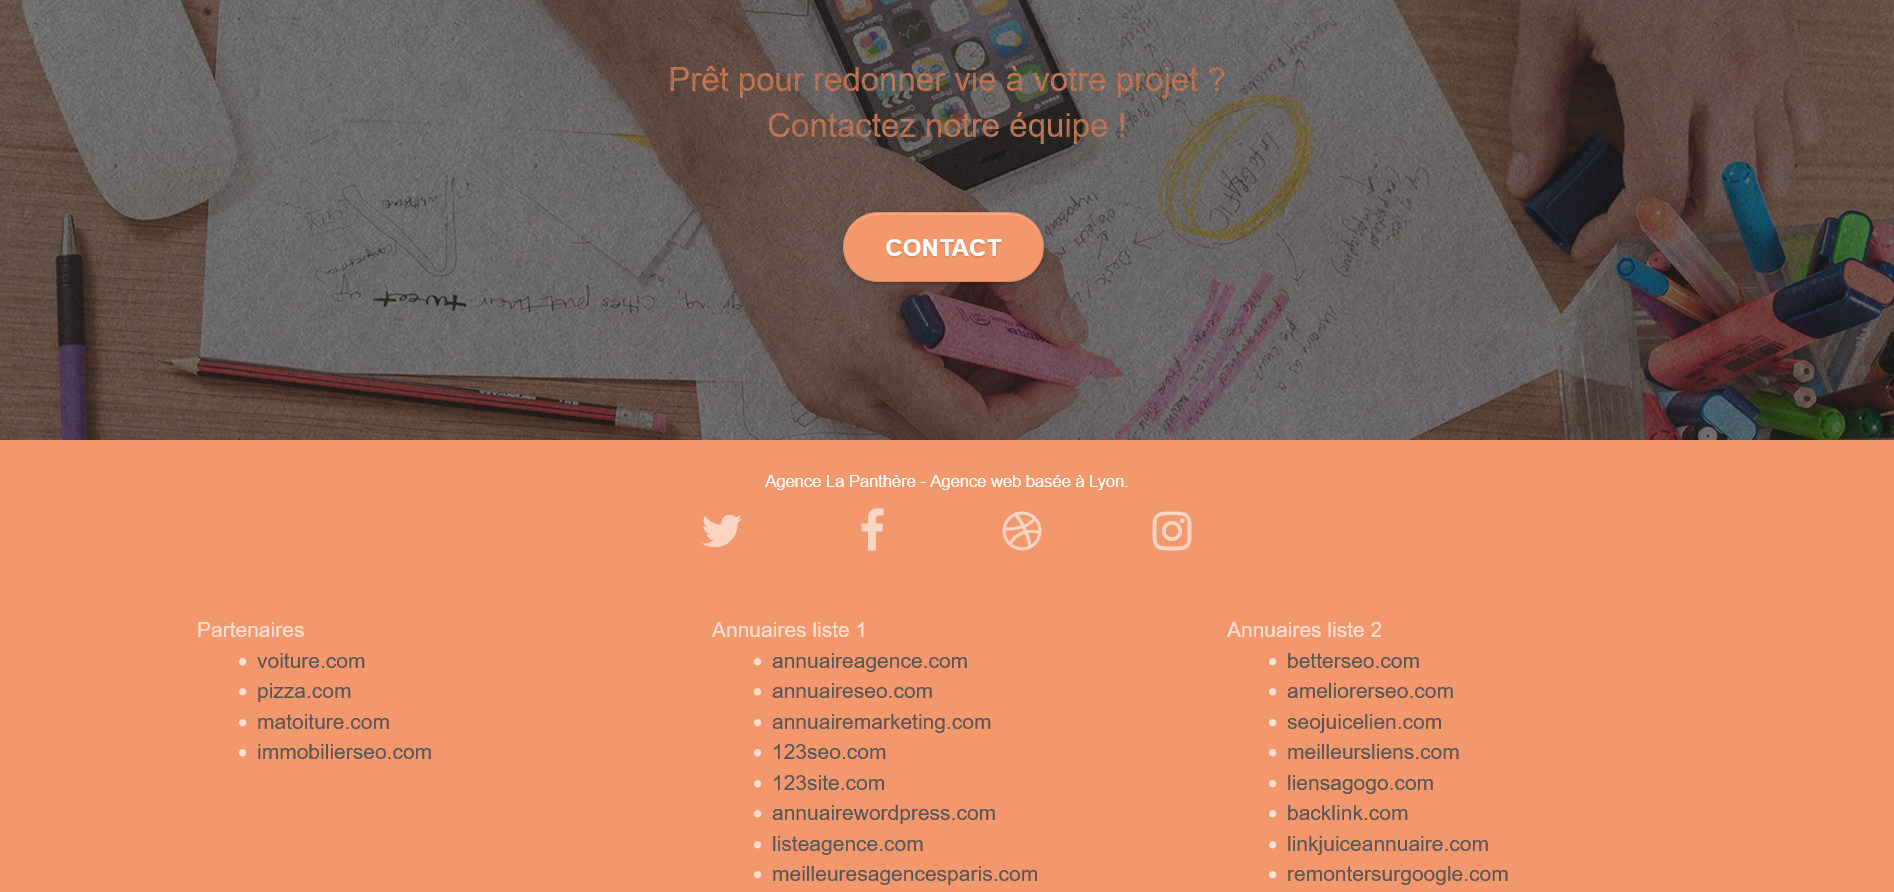 Prêt pour redonner vie à votre projet ?
Contactez notre équipe !
CONTACT
Agence La Panthère - Agence web basée à Lyon.
Partenaires
voiture.com
pizza.com
matoiture.com
immobilierseo.com
Annuaires liste 1
annuaireagence.com
annuaireseo.com
annuairemarketing.com
123seo.com
123site.com
annuairewordpress.com
listeagence.com
meilleuresagencesparis.com
Annuaires liste 2
betterseo.com
ameliorerseo.com
seojuicelien.com
meilleursliens.com
liensagogo.com
backlink.com
linkjuiceannuaire.com
remontersurgoogle.com